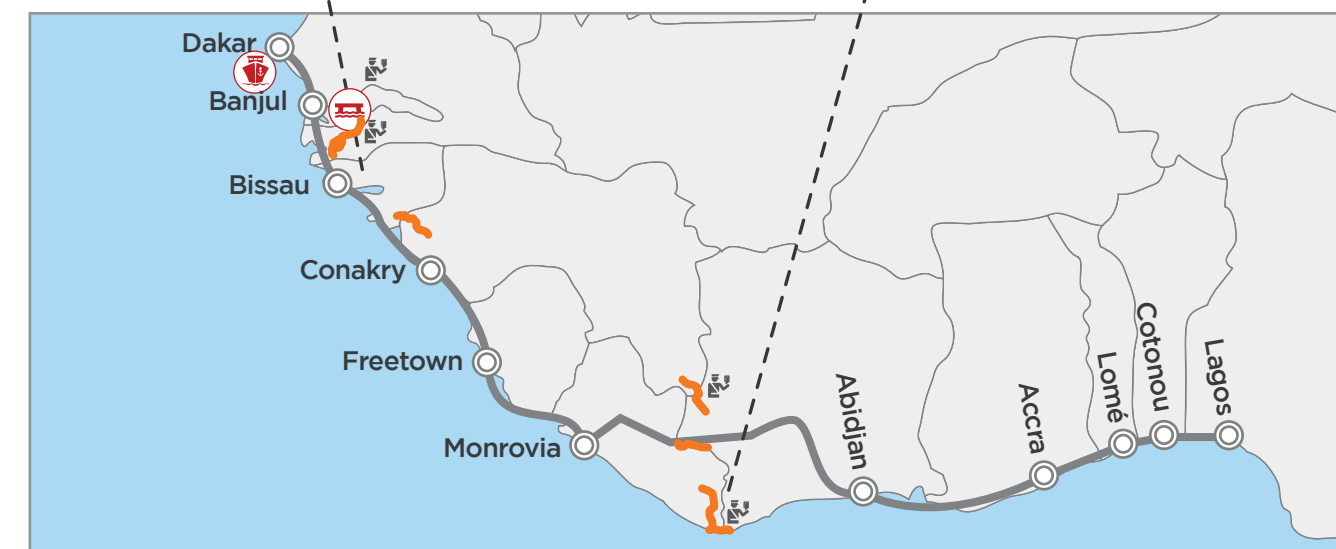 Dakar
Banjul
Bissau
Conakry
Freetown
Monrovia
Abidjan
Accra
Lomé
Cotonou
Lagos